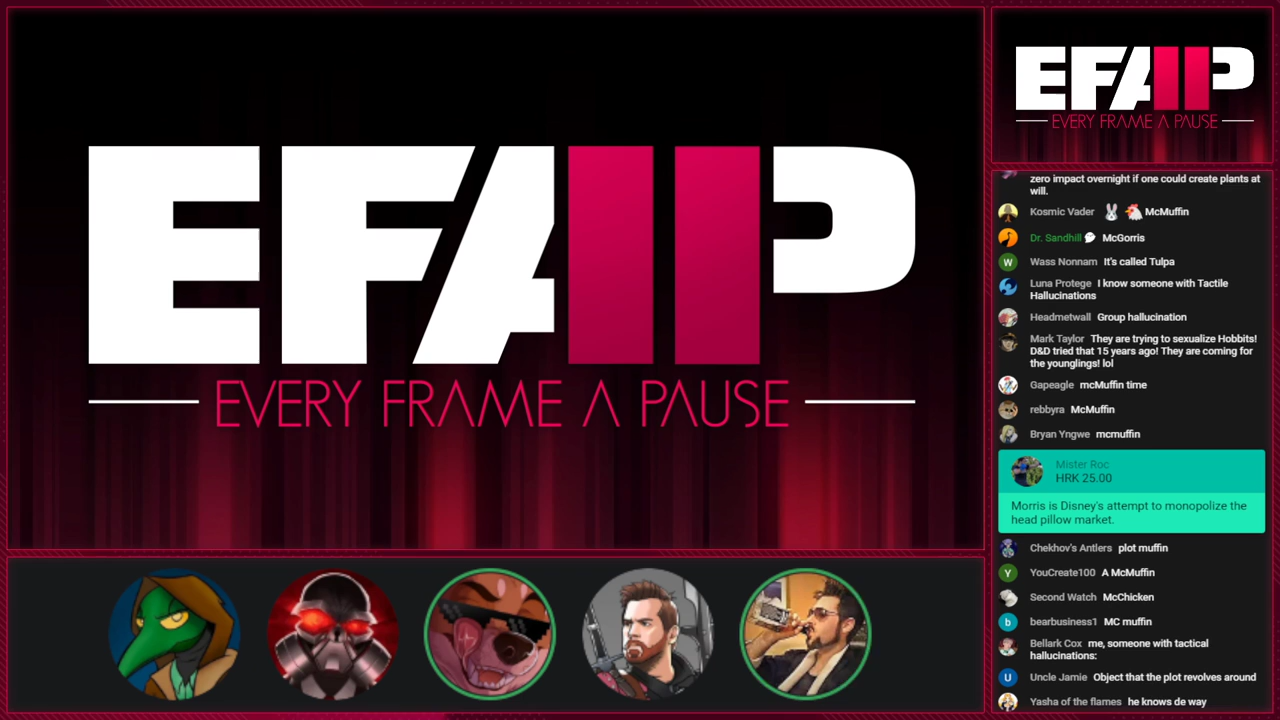 EFAP
EVERY FRAME A PAUSE
EFAP
EVERY FRAME A PAUSE
zero impact overnight if one could create plants at
will.
Kosmic Vader 🐰 🐔 McMuffin
Dr. Sandhill McGorris
W Wass Nonnam It's called Tulpa
Luna Protege I know someone with Tactile
Hallucinations
Headmetwall Group hallucination
Mark Taylor They are trying to sexualize Hobbits!
D&D tried that 15 years ago! They are coming for
the younglings! lol
Gapeagle mcMuffin time
rebbyra McMuffin
Bryan Yngwe mcmuffin
Mister Roc
HRK 25.00
Morris is Disney's attempt to monopolize the
head pillow market.
Chekhov's Antlers plot muffin
Y YouCreate100 A McMuffin
Second Watch McChicken
b bearbusiness1 MC muffin
Bellark Cox me, someone with tactical
hallucinations:
U Uncle Jamie Object that the plot revolves around
Yasha of the flames he knows de way